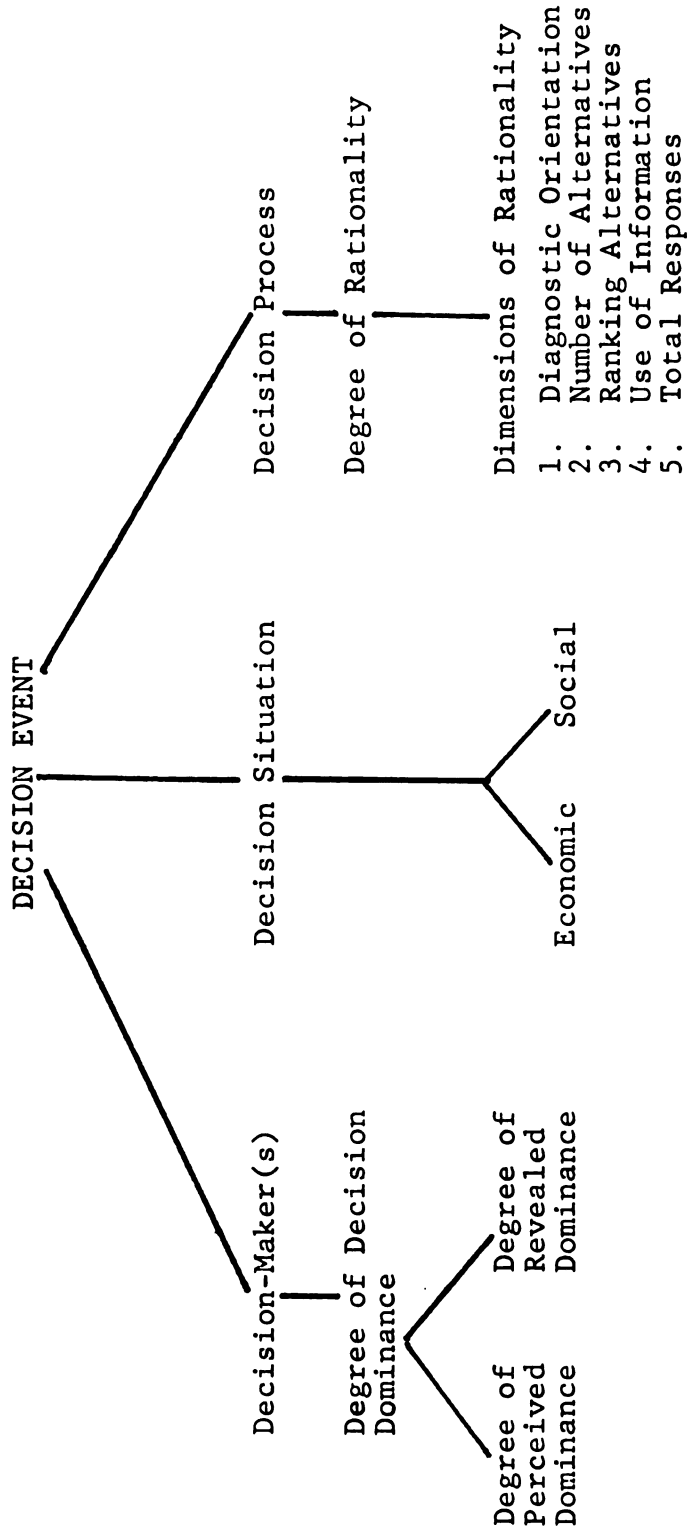 DECISION EVENT
Decision-Maker(s)
Degree of Decision
Dominance
Degree of
Perceived
Dominance
Degree of
Revealed
Dominance
Decision Situation
Economic
Social
Decision Process
Degree of Rationality
Dimensions of Rationality
1. Diagnostic Orientation
2. Number of Alternatives
3. Ranking Alternatives
4. Use of Information
5. Total Responses